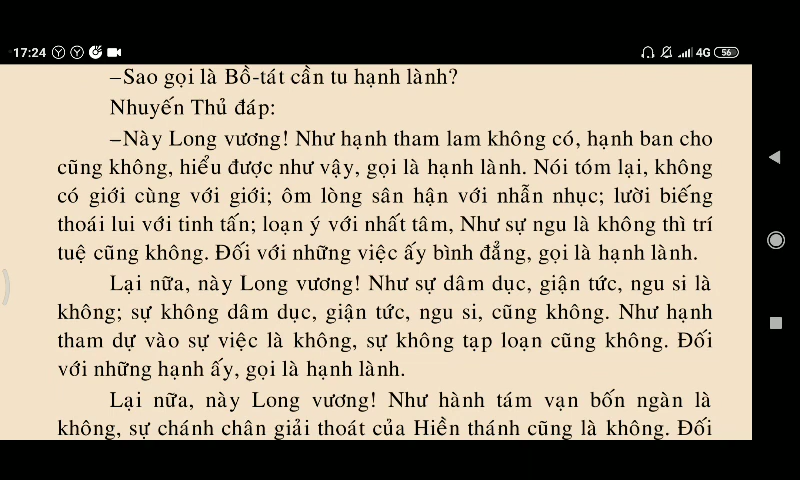 17:24
4G 56
–Sao gọi là Bồ-tát cần tu hạnh lành?
Nhuyến Thủ đáp:
–Này Long vương! Như hạnh tham lam không có, hạnh ban cho
cũng không, hiểu được như vậy, gọi là hạnh lành. Nói tóm lại, không
có giới cùng với giới; ôm lòng sân hận với nhẫn nhục; lười biếng
thoái lui với tinh tấn; loạn ý với nhất tâm, Như sự ngu là không thì trí
tuệ cũng không. Đối với những việc ấy bình đẳng, gọi là hạnh lành.
Lại nữa, này Long vương! Như sự dâm dục, giận tức, ngu si là
không; sự không dâm dục, giận tức, ngu si, cũng không. Như hạnh
tham dự vào sự việc là không, sự không tạp loạn cũng không. Đối
với những hạnh ấy, gọi là hạnh lành.
Lại nữa, này Long vương! Như hành tám vạn bốn ngàn là
không, sự chánh chân giải thoát của Hiền thánh cũng là không. Đối